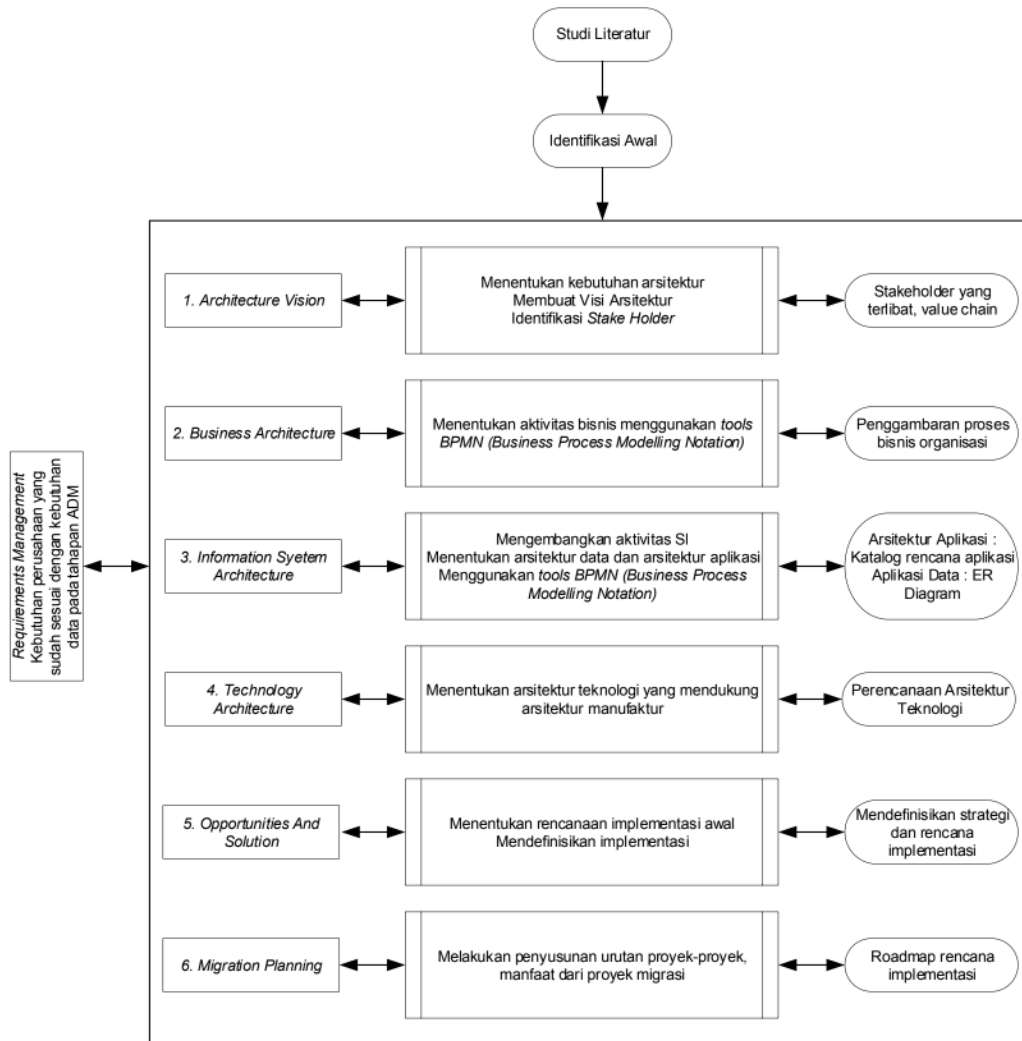 Studi Literatur
Identifikasi Awal
1. Architecture Vision
Menentukan kebutuhan arsitektur
Membuat Visi Arsitektur
Identifikasi Stake Holder
Stakeholder yang
terlibat, value chain
2. Business Architecture
Menentukan aktivitas bisnis menggunakan tools
BPMN (Business Process Modelling Notation)
Penggambaran proses
bisnis organisasi
Requirements Management
Kebutuhan perusahaan yang
sudah sesuai dengan kebutuhan
data pada tahapan ADM
3. Information Syetem
Architecture
Mengembangkan aktivitas SI
Menentukan arsitektur data dan arsitektur aplikasi
Menggunakan tools BPMN (Business Process
Modelling Notation)
Arsitektur Aplikasi :
Katalog rencana aplikasi
Aplikasi Data : ER
Diagram
4. Technology
Architecture
Menentukan arsitektur teknologi yang mendukung
arsitektur manufaktur
Perencanaan Arsitektur
Teknologi
5. Opportunities And
Solution
Menentukan rencanaan implementasi awal
Mendefinisikan implementasi
Mendefinisikan strategi
dan rencana
implementasi
6. Migration Planning
Melakukan penyusunan urutan proyek-proyek,
manfaat dari proyek migrasi
Roadmap rencana
implementasi